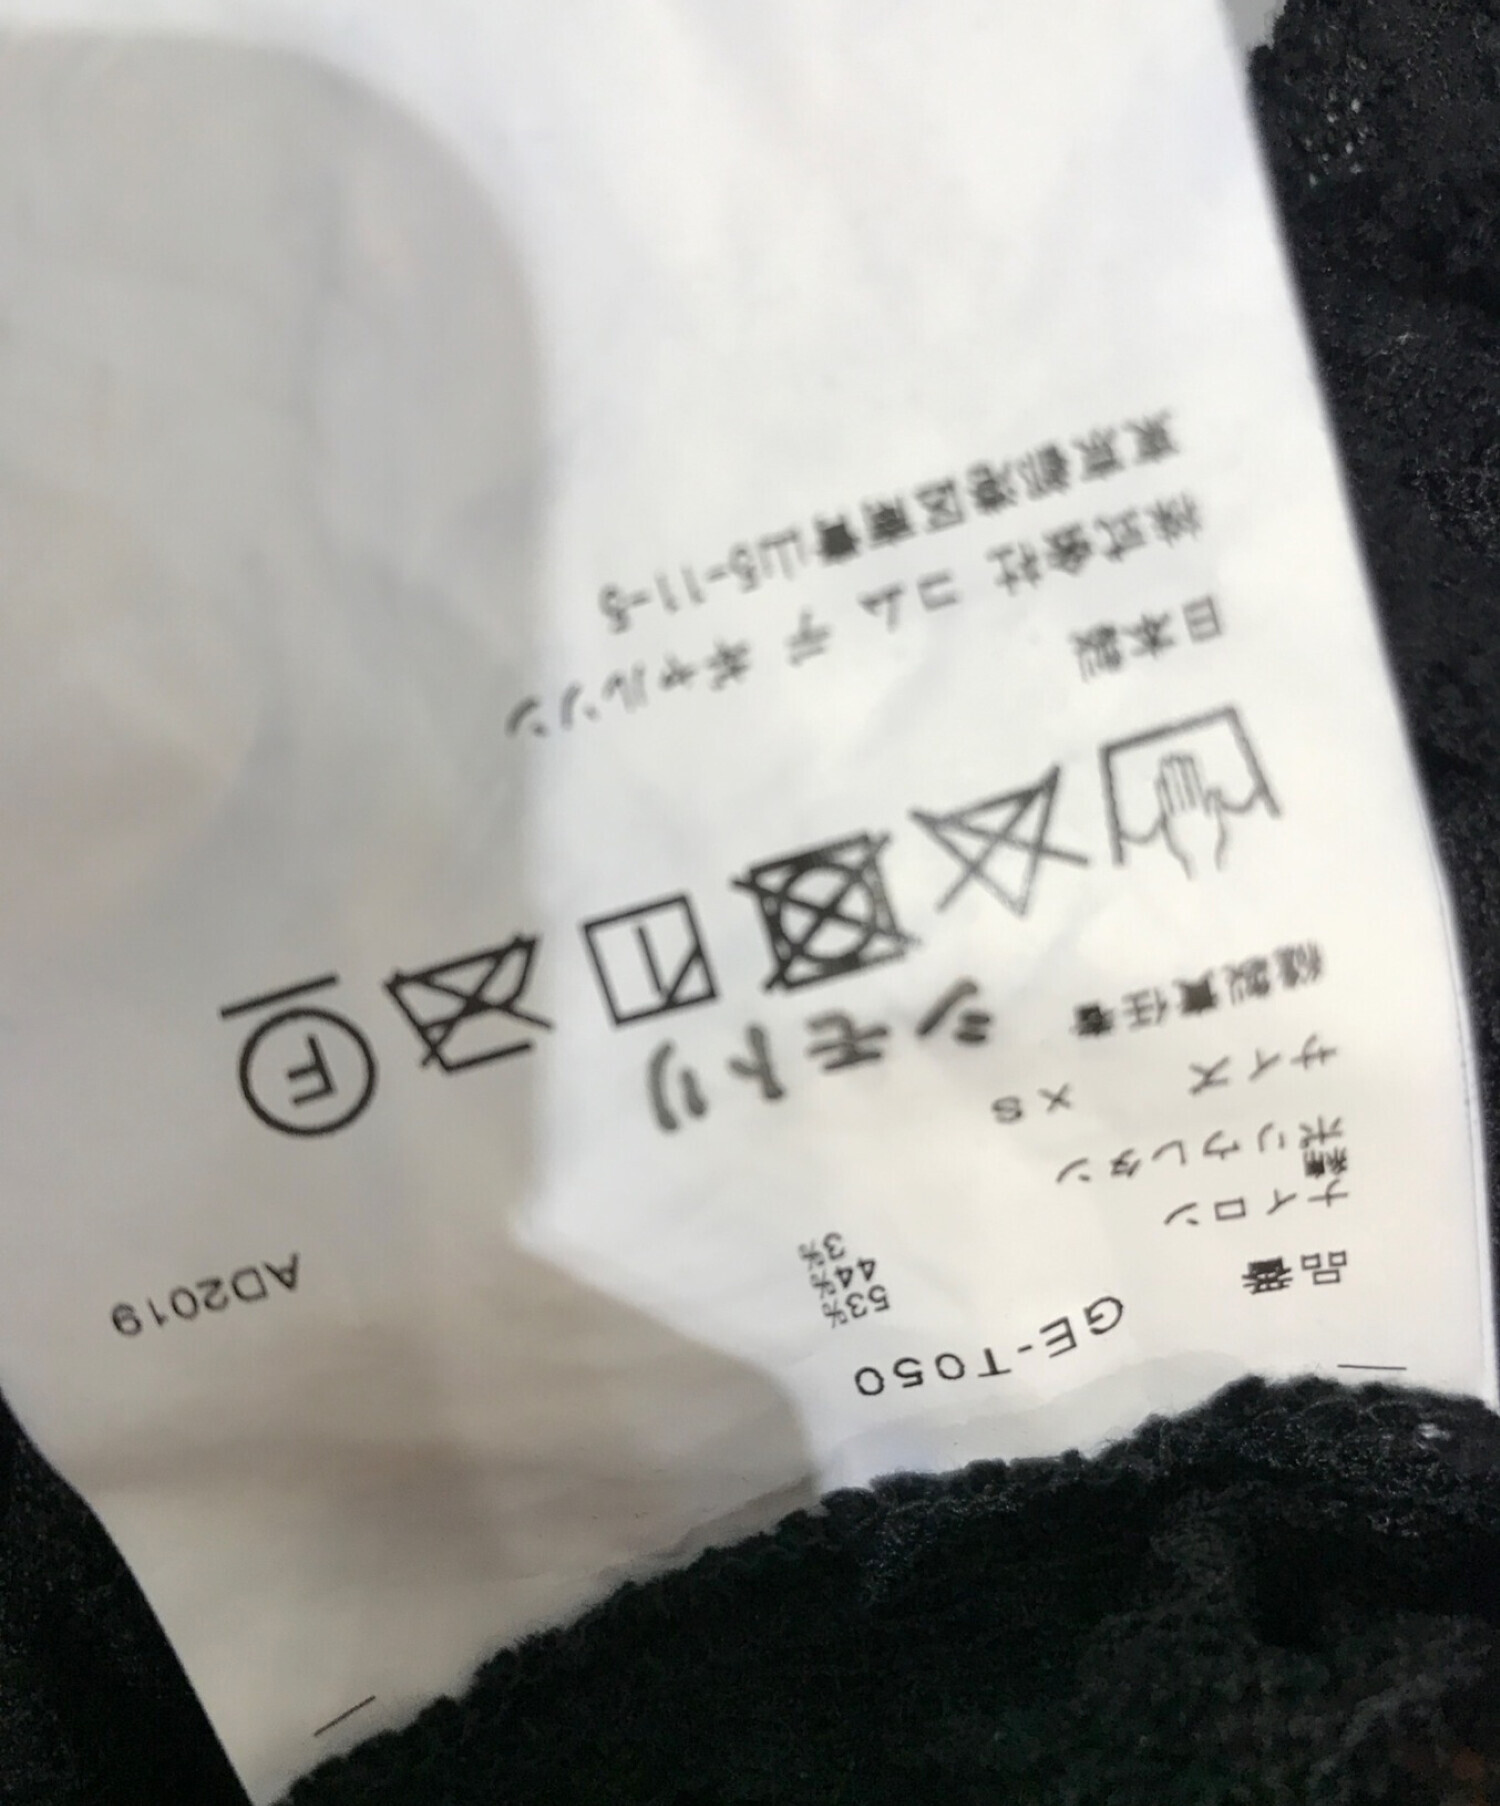 品番 GE-T050
53%
44%
3%
ナイロン
綿
ポリウレタン
サイズ XS
縫製責任者 シモトリ
日本製
株式会社 コム デ ギャルソン
東京都港区南青山5-11-5
AD2019
F